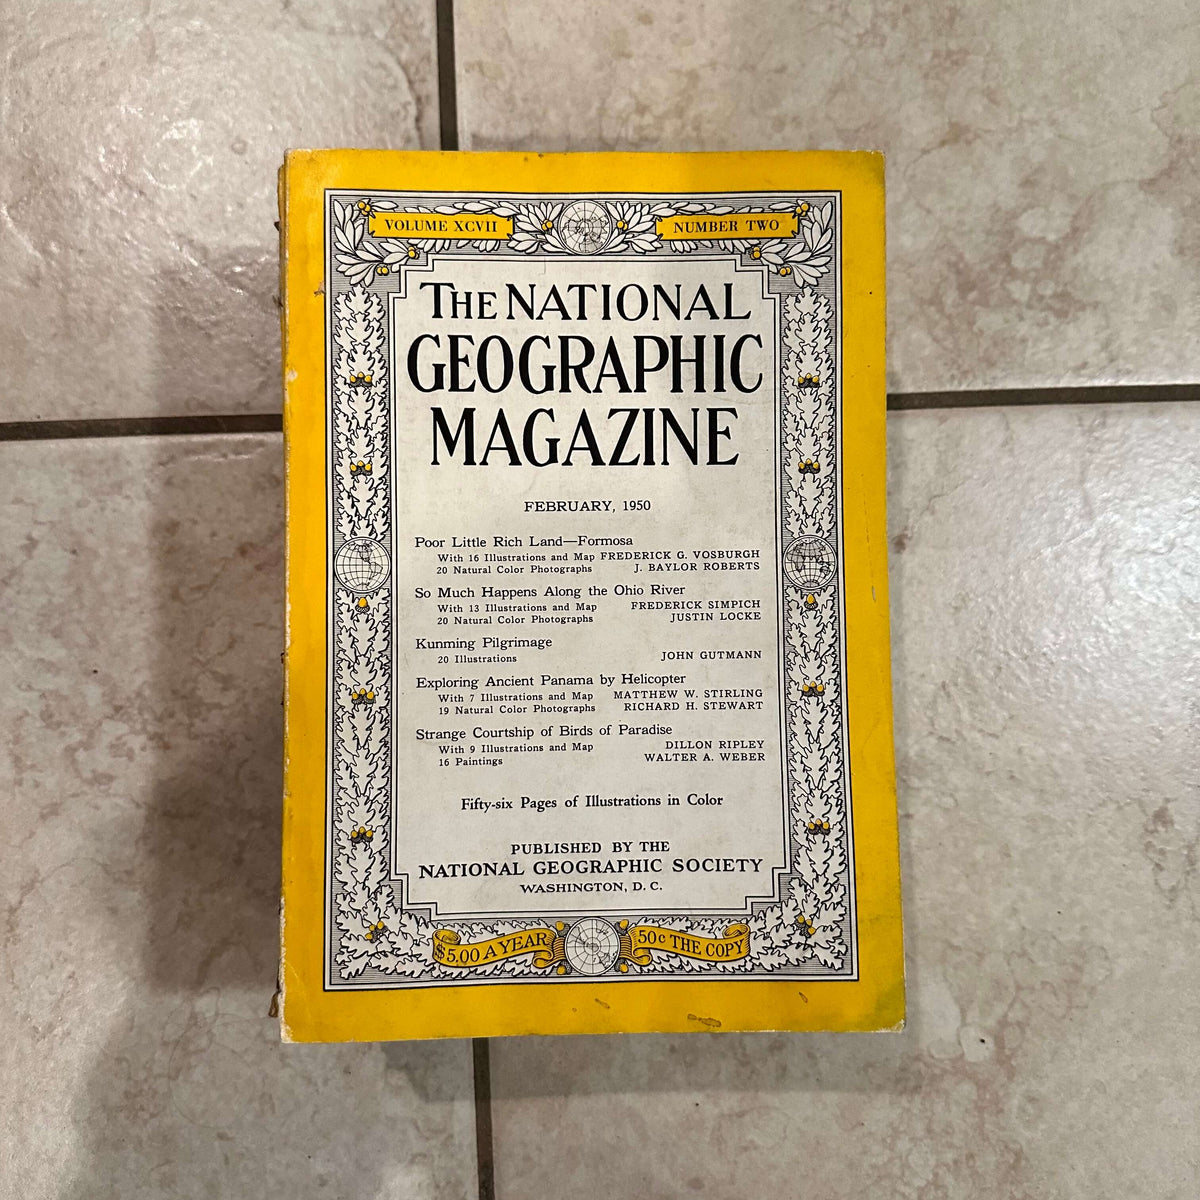 VOLUME XCVII NUMBER TWO
THE NATIONAL
GEOGRAPHIC
MAGAZINE
FEBRUARY, 1950
Poor Little Rich Land—Formosa
With 16 Illustrations and Map FREDERICK G. VOSBURGH
20 Natural Color Photographs J. BAYLOR ROBERTS
So Much Happens Along the Ohio River
With 13 Illustrations and Map FREDERICK SIMPICH
20 Natural Color Photographs JUSTIN LOCKE
Kunming Pilgrimage
20 Illustrations JOHN GUTMANN
Exploring Ancient Panama by Helicopter
With 7 Illustrations and Map MATTHEW W. STIRLING
19 Natural Color Photographs RICHARD H. STEWART
Strange Courtship of Birds of Paradise
With 9 Illustrations and Map DILLON RIPLEY
16 Paintings WALTER A. WEBER
Fifty-six Pages of Illustrations in Color
PUBLISHED BY THE
NATIONAL GEOGRAPHIC SOCIETY
WASHINGTON, D. C.
$5.00 A YEAR 50c THE COPY